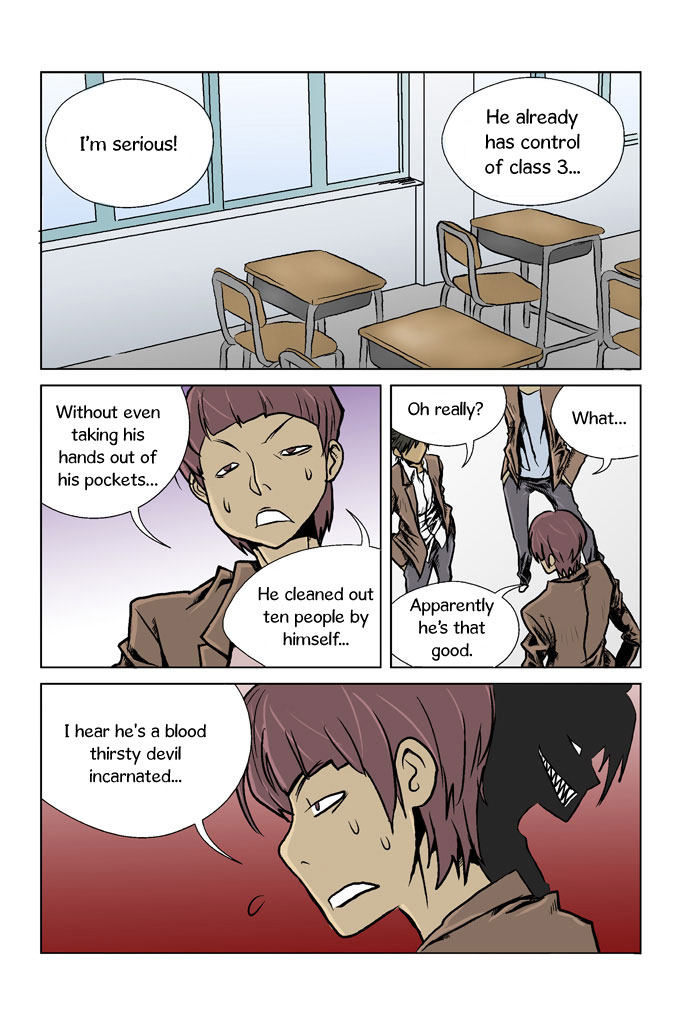 I'm serious!
He already
has control
of class 3...
Without even
taking his
hands out of
his pockets...
He cleaned out
ten people by
himself...
Oh really?
What...
Apparently
he's that
good.
I hear he's a blood
thirsty devil
incarnated...